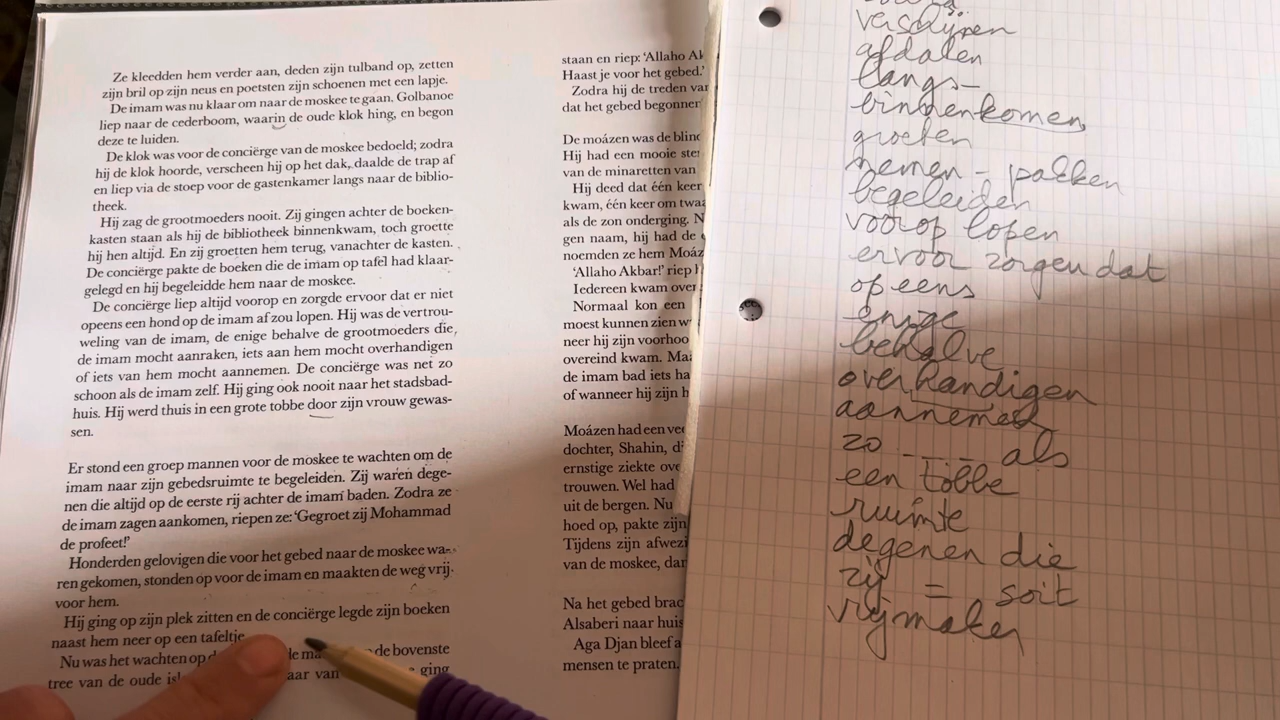 Ze kleedden hem verder aan, deden zijn tulband op, zetten
zijn bril op zijn neus en poetsten zijn schoenen met een lapje.
De imam was nu klaar om naar de moskee te gaan. Golbanoe
liep naar de cederboom, waarin de oude klok hing, en begon
deze te luiden.
De klok was voor de conciërge van de moskee bedoeld; zodra
hij de klok hoorde, verscheen hij op het dak, daalde de trap af
en liep via de stoep voor de gastenkamer langs naar de biblio-
theek.
Hij zag de grootmoeders nooit. Zij gingen achter de boeken-
kasten staan als hij de bibliotheek binnenkwam, toch groette
hij hen altijd. En zij groetten hem terug, vanachter de kasten.
De conciërge pakte de boeken die de imam op tafel had klaar-
gelegd en hij begeleidde hem naar de moskee.
De conciërge liep altijd voorop en zorgde ervoor dat er niet
opeens een hond op de imam af zou lopen. Hij was de vertrou-
weling van de imam, de enige behalve de grootmoeders die
de imam mocht aanraken, iets aan hem mocht overhandigen
of iets van hem mocht aannemen. De conciërge was net zo
schoon als de imam zelf. Hij ging ook nooit naar het stadsbad-
huis. Hij werd thuis in een grote tobbe door zijn vrouw gewas-
sen.
Er stond een groep mannen voor de moskee te wachten om de
imam naar zijn gebedsruimte te begeleiden. Zij waren dege-
nen die altijd op de eerste rij achter de imam baden. Zodra ze
de imam zagen aankomen, riepen ze: 'Gegroet zij Mohammad
de profeet!'
Honderden gelovigen die voor het gebed naar de moskee wa-
ren gekomen, stonden op voor de imam en maakten de weg vrij
voor hem.
Hij ging op zijn plek zitten en de conciërge legde zijn boeken
naast hem neer op een tafeltje.
Nu was het wachten op de bovenste
tree van de oude ging
staan en riep: 'Allaho
Haast je voor het gebed.'
Zodra hij de treden
dat het gebed begonnen
De moázen was de
Hij had een mooie
van de minaretten van
Hij deed dat één keer
kwam, één keer om
als de zon onderging.
gen naam, hij had de
noemden ze hem
'Allaho Akbar!' riep
Iedereen kwam
Normaal kon een
moest kunnen zien
neer hij zijn
overeind kwam.
de imam bad iets
of wanneer hij zijn
Moázen had een
dochter, Shahin,
ernstige ziekte
trouwen. Wel had
uit de bergen. Nu
hoed op, pakte zijn
Tijdens zijn
van de moskee,
Na het gebed
Alsaberi naar huis
Aga Djan bleef
mensen te praten.
verschijnen
afdalen
langs-
binnenkomen
groeten
nemen - pakken
begeleiden
voorop lopen
ervoor zorgen dat
opeens
enige
behalve
overhandigen
aannemen
zo - - - - als
een tobbe
ruimte
degenen die
zij = soit
vrijmaken